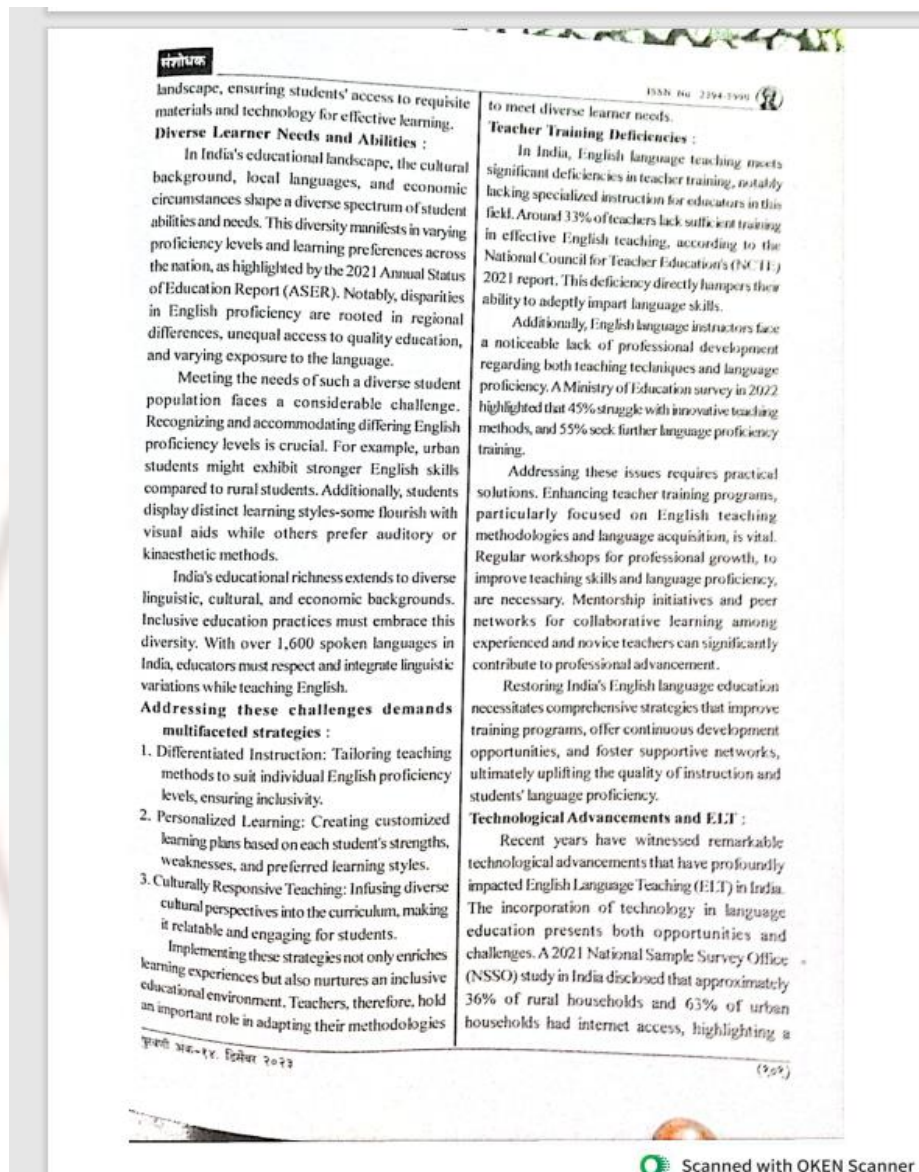 संशोधक
ISSN No 2394-5990
landscape, ensuring students' access to requisite
materials and technology for effective learning.
Diverse Learner Needs and Abilities :
In India's educational landscape, the cultural
background, local languages, and economic
circumstances shape a diverse spectrum of student
abilities and needs. This diversity manifests in varying
proficiency levels and learning preferences across
the nation, as highlighted by the 2021 Annual Status
of Education Report (ASER). Notably, disparities
in English proficiency are rooted in regional
differences, unequal access to quality education,
and varying exposure to the language.
Meeting the needs of such a diverse student
population faces a considerable challenge.
Recognizing and accommodating differing English
proficiency levels is crucial. For example, urban
students might exhibit stronger English skills
compared to rural students. Additionally, students
display distinct learning styles-some flourish with
visual aids while others prefer auditory or
kinaesthetic methods.
India's educational richness extends to diverse
linguistic, cultural, and economic backgrounds.
Inclusive education practices must embrace this
diversity. With over 1,600 spoken languages in
India, educators must respect and integrate linguistic
variations while teaching English.
Addressing these challenges demands
multifaceted strategies :
1. Differentiated Instruction: Tailoring teaching
methods to suit individual English proficiency
levels, ensuring inclusivity.
2. Personalized Learning: Creating customized
learning plans based on each student's strengths,
weaknesses, and preferred learning styles.
3. Culturally Responsive Teaching: Infusing diverse
cultural perspectives into the curriculum, making
it relatable and engaging for students.
Implementing these strategies not only enriches
learning experiences but also nurtures an inclusive
educational environment. Teachers, therefore, hold
an important role in adapting their methodologies
to meet diverse learner needs.
Teacher Training Deficiencies :
In India, English language teaching meets
significant deficiencies in teacher training, notably
lacking specialized instruction for educators in this
field. Around 33% of teachers lack sufficient training
in effective English teaching, according to the
National Council for Teacher Education's (NCTE)
2021 report. This deficiency directly hampers their
ability to adeptly impart language skills.
Additionally, English language instructors face
a noticeable lack of professional development
regarding both teaching techniques and language
proficiency. A Ministry of Education survey in 2022
highlighted that 45% struggle with innovative teaching
methods, and 55% seek further language proficiency
training.
Addressing these issues requires practical
solutions. Enhancing teacher training programs,
particularly focused on English teaching
methodologies and language acquisition, is vital.
Regular workshops for professional growth, to
improve teaching skills and language proficiency,
are necessary. Mentorship initiatives and peer
networks for collaborative learning among
experienced and novice teachers can significantly
contribute to professional advancement.
Restoring India's English language education
necessitates comprehensive strategies that improve
training programs, offer continuous development
opportunities, and foster supportive networks,
ultimately uplifting the quality of instruction and
students' language proficiency.
Technological Advancements and ELT :
Recent years have witnessed remarkable
technological advancements that have profoundly
impacted English Language Teaching (ELT) in India.
The incorporation of technology in language
education presents both opportunities and
challenges. A 2021 National Sample Survey Office
(NSSO) study in India disclosed that approximately
36% of rural households and 63% of urban
households had internet access, highlighting a
पुरवणी अंक-१४, डिसेंबर २०२३
(१०१)
Scanned with OKEN Scanner